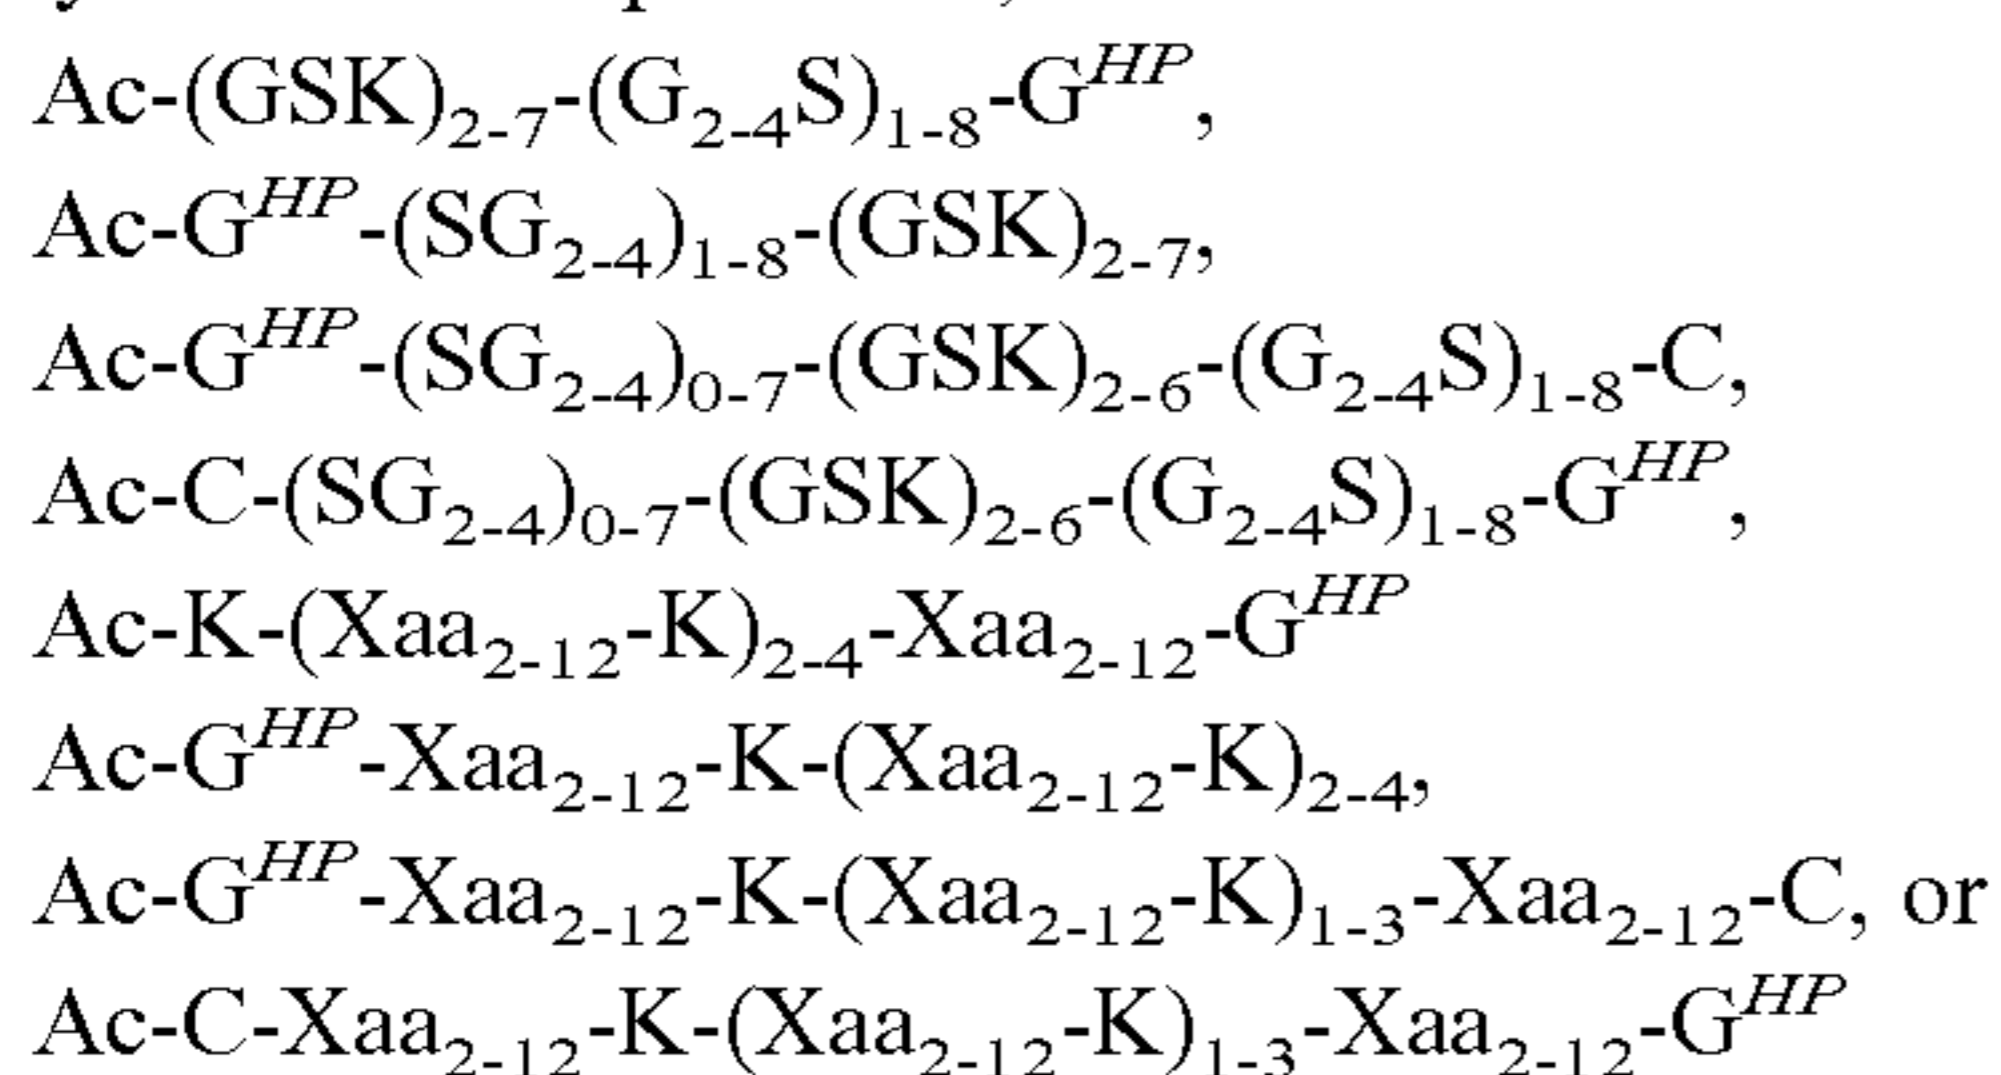 Ac-(GSK)₂₋₇-(G₂₋₄S)₁₋₈-Gᴴᴾ,
Ac-Gᴴᴾ-(SG₂₋₄)₁₋₈-(GSK)₂₋₇,
Ac-Gᴴᴾ-(SG₂₋₄)₀₋₇-(GSK)₂₋₆-(G₂₋₄S)₁₋₈-C,
Ac-C-(SG₂₋₄)₀₋₇-(GSK)₂₋₆-(G₂₋₄S)₁₋₈-Gᴴᴾ,
Ac-K-(Xaa₂₋₁₂-K)₂₋₄-Xaa₂₋₁₂-Gᴴᴾ
Ac-Gᴴᴾ-Xaa₂₋₁₂-K-(Xaa₂₋₁₂-K)₂₋₄,
Ac-Gᴴᴾ-Xaa₂₋₁₂-K-(Xaa₂₋₁₂-K)₁₋₃-Xaa₂₋₁₂-C, or
Ac-C-Xaa₂₋₁₂-K-(Xaa₂₋₁₂-K)₁₋₃-Xaa₂₋₁₂-Gᴴᴾ